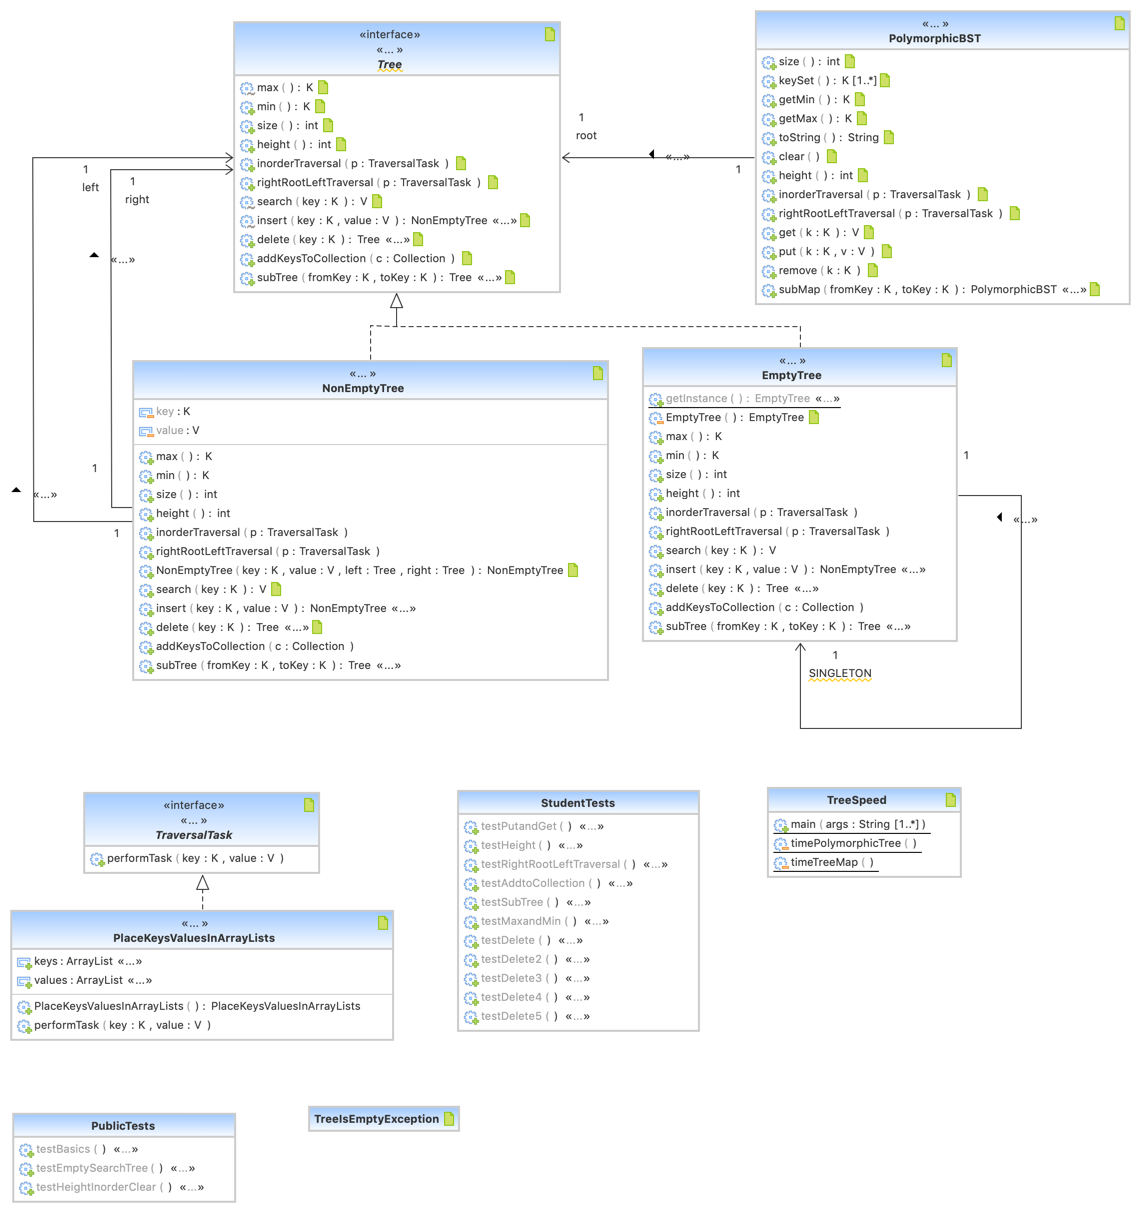 «interface»
«... »
Tree
max ( ) : K
min ( ) : K
size ( ) : int
height ( ) : int
inorderTraversal ( p : TraversalTask )
rightRootLeftTraversal ( p : TraversalTask )
search ( key : K ) : V
insert ( key : K , value : V ) : NonEmptyTree «...»
delete ( key : K ) : Tree «...»
addKeysToCollection ( c : Collection )
subTree ( fromKey : K , toKey : K ) : Tree «...»
«... »
PolymorphicBST
size ( ) : int
keySet ( ) : K [1..*]
getMin ( ) : K
getMax ( ) : K
toString ( ) : String
clear ( )
height ( ) : int
inorderTraversal ( p : TraversalTask )
rightRootLeftTraversal ( p : TraversalTask )
get ( k : K ) : V
put ( k : K , v : V )
remove ( k : K )
subMap ( fromKey : K , toKey : K ) : PolymorphicBST «...»
1
root
«...»
1
1
left
1
right
«...»
1
«...»
1
«... »
NonEmptyTree
key : K
value : V
max ( ) : K
min ( ) : K
size ( ) : int
height ( ) : int
inorderTraversal ( p : TraversalTask )
rightRootLeftTraversal ( p : TraversalTask )
NonEmptyTree ( key : K , value : V , left : Tree , right : Tree ) : NonEmptyTree
search ( key : K ) : V
insert ( key : K , value : V ) : NonEmptyTree «...»
delete ( key : K ) : Tree «...»
addKeysToCollection ( c : Collection )
subTree ( fromKey : K , toKey : K ) : Tree «...»
«... »
EmptyTree
getInstance ( ) : EmptyTree «...»
EmptyTree ( ) : EmptyTree
max ( ) : K
min ( ) : K
size ( ) : int
height ( ) : int
inorderTraversal ( p : TraversalTask )
rightRootLeftTraversal ( p : TraversalTask )
search ( key : K ) : V
insert ( key : K , value : V ) : NonEmptyTree «...»
delete ( key : K ) : Tree «...»
addKeysToCollection ( c : Collection )
subTree ( fromKey : K , toKey : K ) : Tree «...»
1
«...»
1
SINGLETON
«interface»
«... »
TraversalTask
performTask ( key : K , value : V )
«... »
PlaceKeysValuesInArrayLists
keys : ArrayList «...»
values : ArrayList «...»
PlaceKeysValuesInArrayLists ( ) : PlaceKeysValuesInArrayLists
performTask ( key : K , value : V )
StudentTests
testPutandGet ( ) «...»
testHeight ( ) «...»
testRightRootLeftTraversal ( ) «...»
testAddtoCollection ( ) «...»
testSubTree ( ) «...»
testMaxandMin ( ) «...»
testDelete ( ) «...»
testDelete2 ( ) «...»
testDelete3 ( ) «...»
testDelete4 ( ) «...»
testDelete5 ( ) «...»
TreeSpeed
main ( args : String [1..*] )
timePolymorphicTree ( )
timeTreeMap ( )
PublicTests
testBasics ( ) «...»
testEmptySearchTree ( ) «...»
testHeightInorderClear ( ) «...»
TreeIsEmptyException